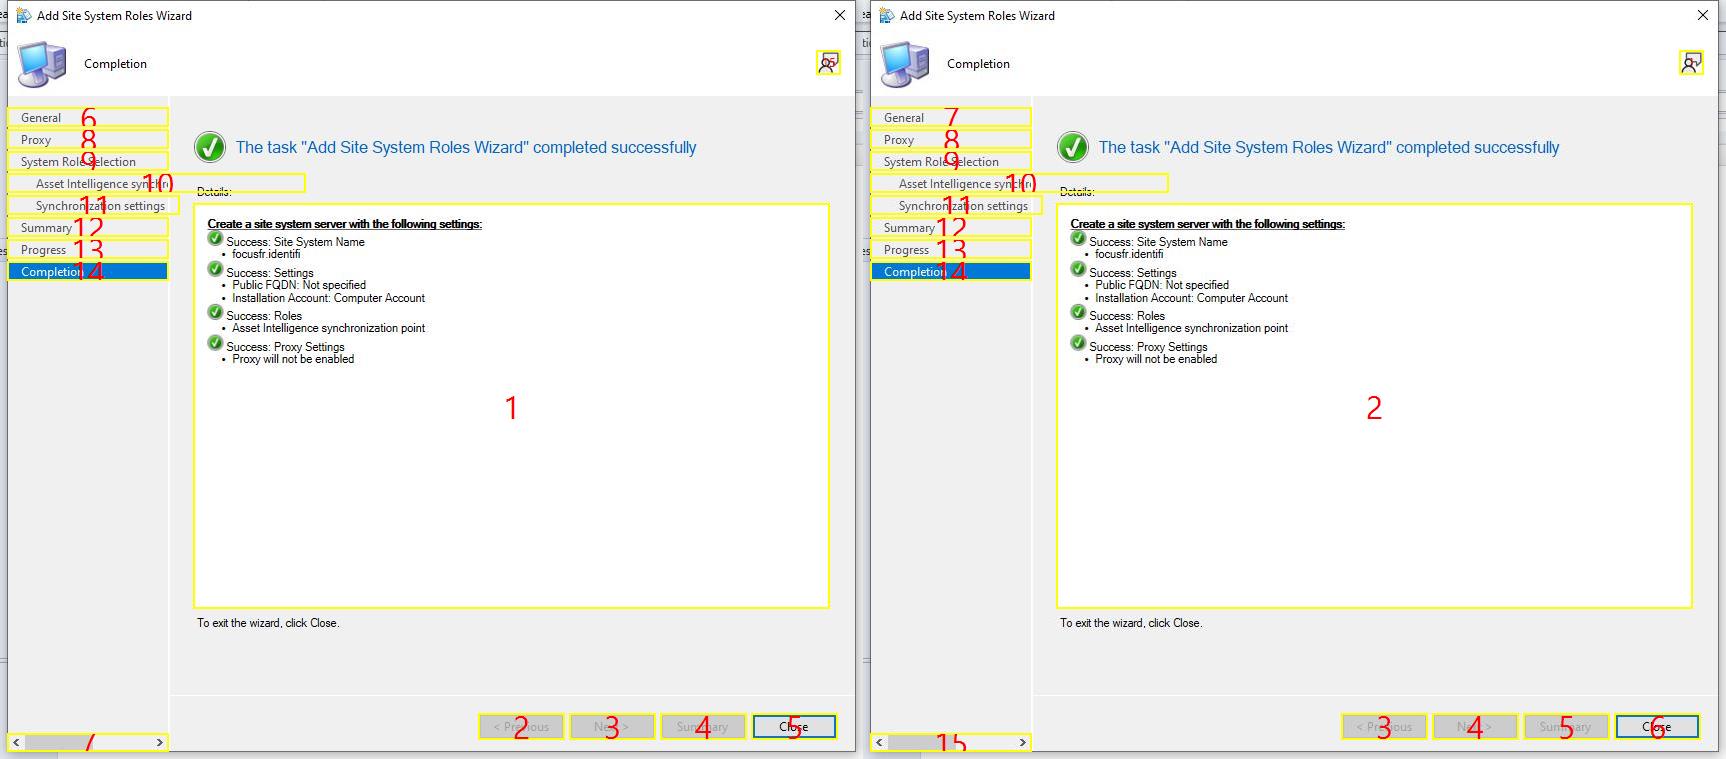 Add Site System Roles Wizard
Completion
General 6
Proxy 8
System Role Selection 9
Asset Intelligence synchr 10
Synchronization settings 11
Summary 12
Progress 13
Completion 14
7
The task "Add Site System Roles Wizard" completed successfully
Details:
Create a site system server with the following settings:
Success: Site System Name
• focusfr.identifi
Success: Settings
• Public FQDN: Not specified
• Installation Account: Computer Account
Success: Roles
• Asset Intelligence synchronization point
Success: Proxy Settings
• Proxy will not be enabled
1
To exit the wizard, click Close.
< Previous 2
Next > 3
Summary 4
Close 5
Add Site System Roles Wizard
Completion
General 7
Proxy 8
System Role Selection 9
Asset Intelligence synchr 10
Synchronization settings 11
Summary 12
Progress 13
Completion 14
15
The task "Add Site System Roles Wizard" completed successfully
Details:
Create a site system server with the following settings:
Success: Site System Name
• focusfr.identifi
Success: Settings
• Public FQDN: Not specified
• Installation Account: Computer Account
Success: Roles
• Asset Intelligence synchronization point
Success: Proxy Settings
• Proxy will not be enabled
2
To exit the wizard, click Close.
< Previous 3
Next > 4
Summary 5
Close 6